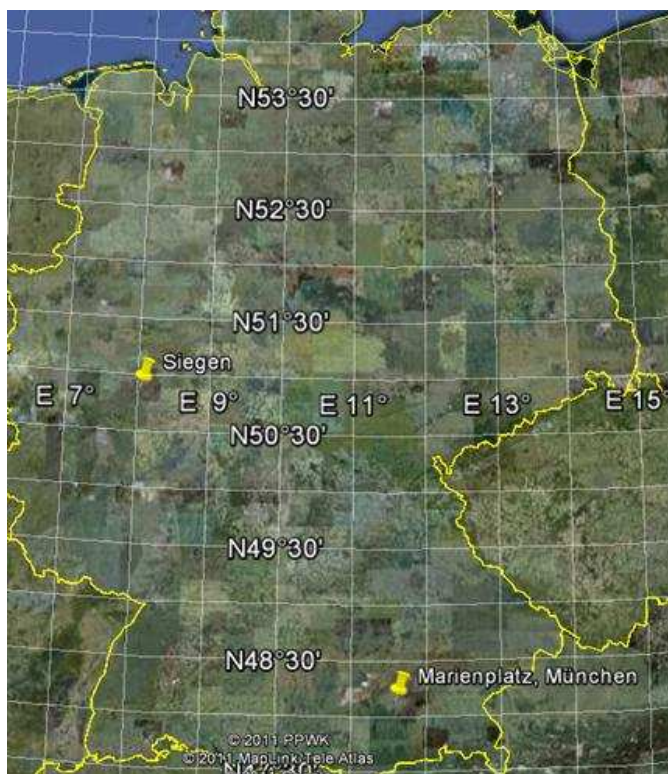 N53°30'
N52°30'
N51°30'
Siegen
E 7°
E 9°
E 11°
E 13°
E 15°
N50°30'
N49°30'
N48°30'
Marienplatz, München
© 2011 PPWK
© 2011 MapLink/Tele Atlas